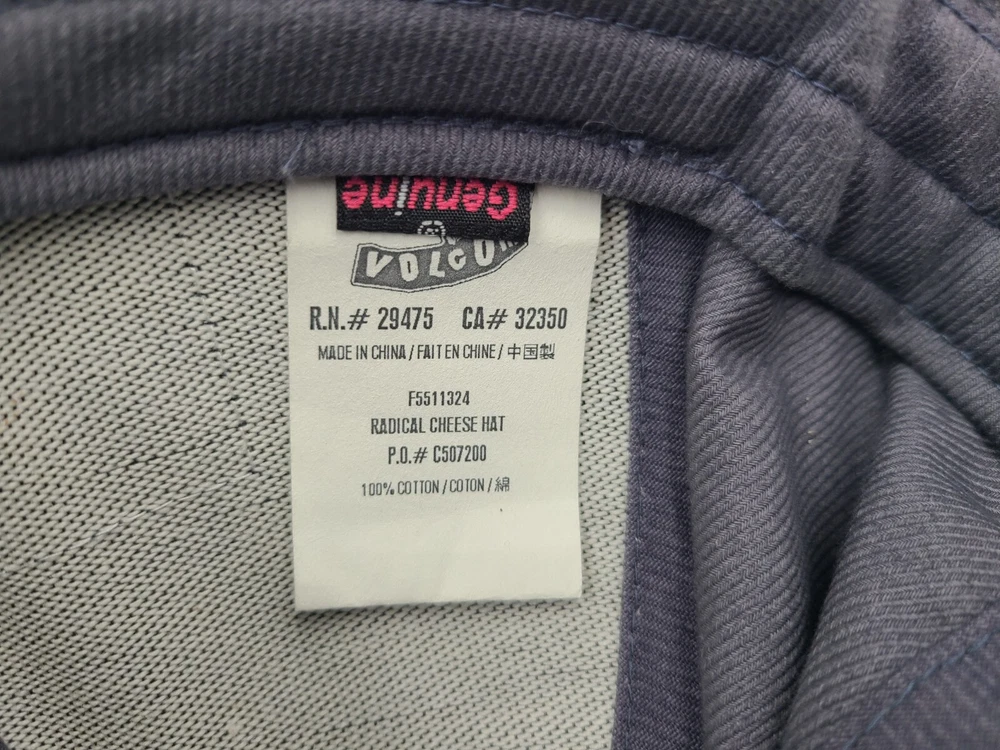 Genuine
VOLCOM
R.N.# 29475 CA# 32350
MADE IN CHINA / FAIT EN CHINE / 中国製
F5511324
RADICAL CHEESE HAT
P.O.# C507200
100% COTTON / COTON / 綿